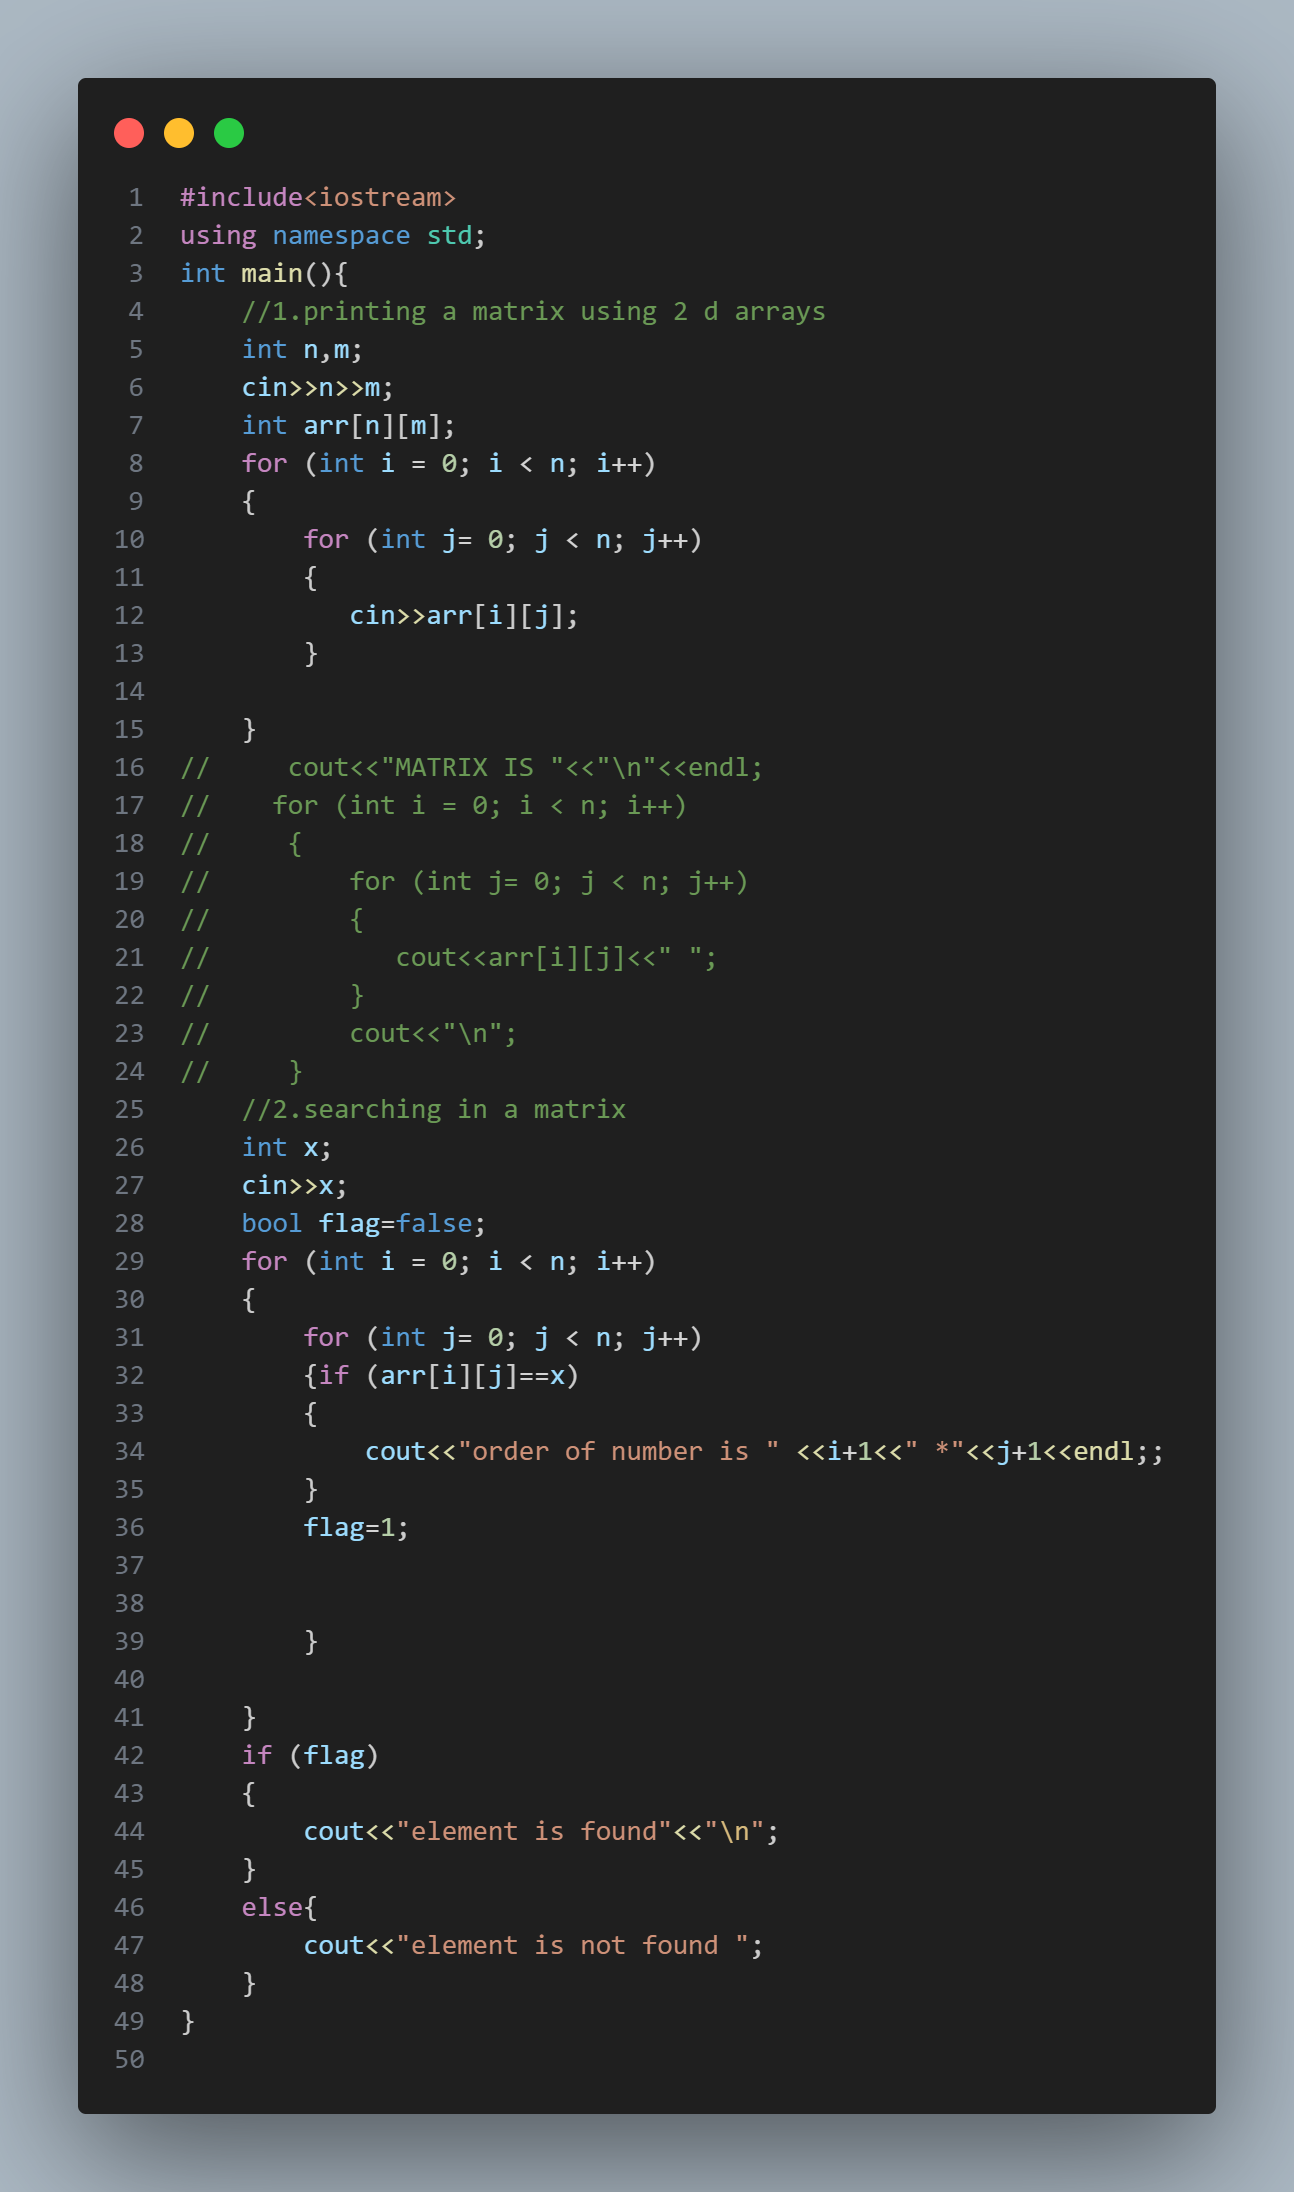 1 #include<iostream>
2 using namespace std;
3 int main(){
4     //1.printing a matrix using 2 d arrays
5     int n,m;
6     cin>>n>>m;
7     int arr[n][m];
8     for (int i = 0; i < n; i++)
9     {
10         for (int j= 0; j < n; j++)
11         {
12            cin>>arr[i][j];
13         }
14
15     }
16 //     cout<<"MATRIX IS "<<"\n"<<endl;
17 //    for (int i = 0; i < n; i++)
18 //     {
19 //         for (int j= 0; j < n; j++)
20 //         {
21 //            cout<<arr[i][j]<<" ";
22 //         }
23 //         cout<<"\n";
24 //     }
25     //2.searching in a matrix
26     int x;
27     cin>>x;
28     bool flag=false;
29     for (int i = 0; i < n; i++)
30     {
31         for (int j= 0; j < n; j++)
32         {if (arr[i][j]==x)
33         {
34             cout<<"order of number is " <<i+1<<" *"<<j+1<<endl;;
35         }
36         flag=1;
37
38
39         }
40
41     }
42     if (flag)
43     {
44         cout<<"element is found"<<"\n";
45     }
46     else{
47         cout<<"element is not found ";
48     }
49 }
50